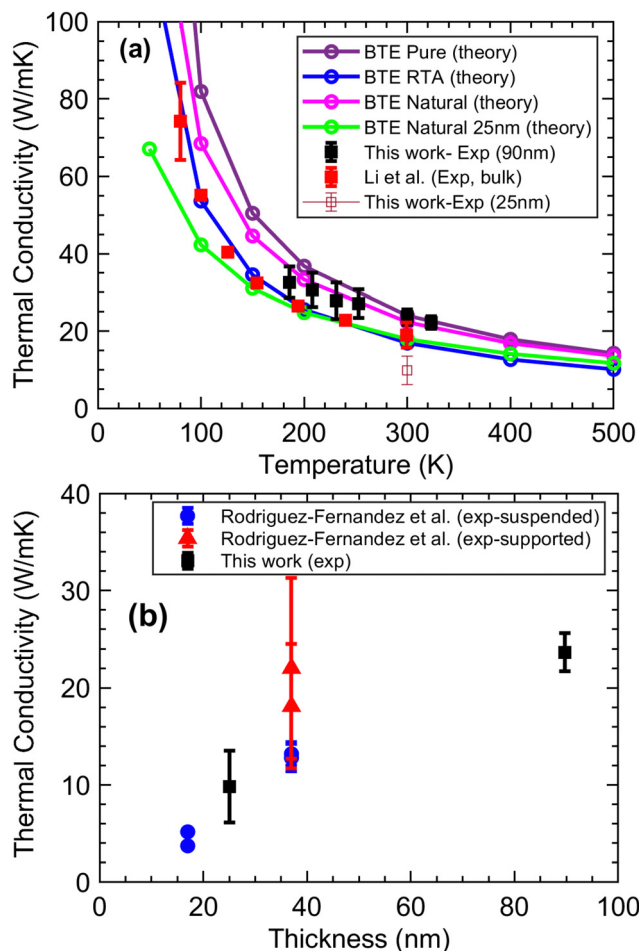 100
80
60
40
20
0
Thermal Conductivity (W/mK)
(a)
BTE Pure (theory)
BTE RTA (theory)
BTE Natural (theory)
BTE Natural 25nm (theory)
This work- Exp (90nm)
Li et al. (Exp, bulk)
This work-Exp (25nm)
0 100 200 300 400 500
Temperature (K)
40
30
20
10
0
Thermal Conductivity (W/mK)
Rodriguez-Fernandez et al. (exp-suspended)
Rodriguez-Fernandez et al. (exp-supported)
This work (exp)
(b)
0 20 40 60 80 100
Thickness (nm)